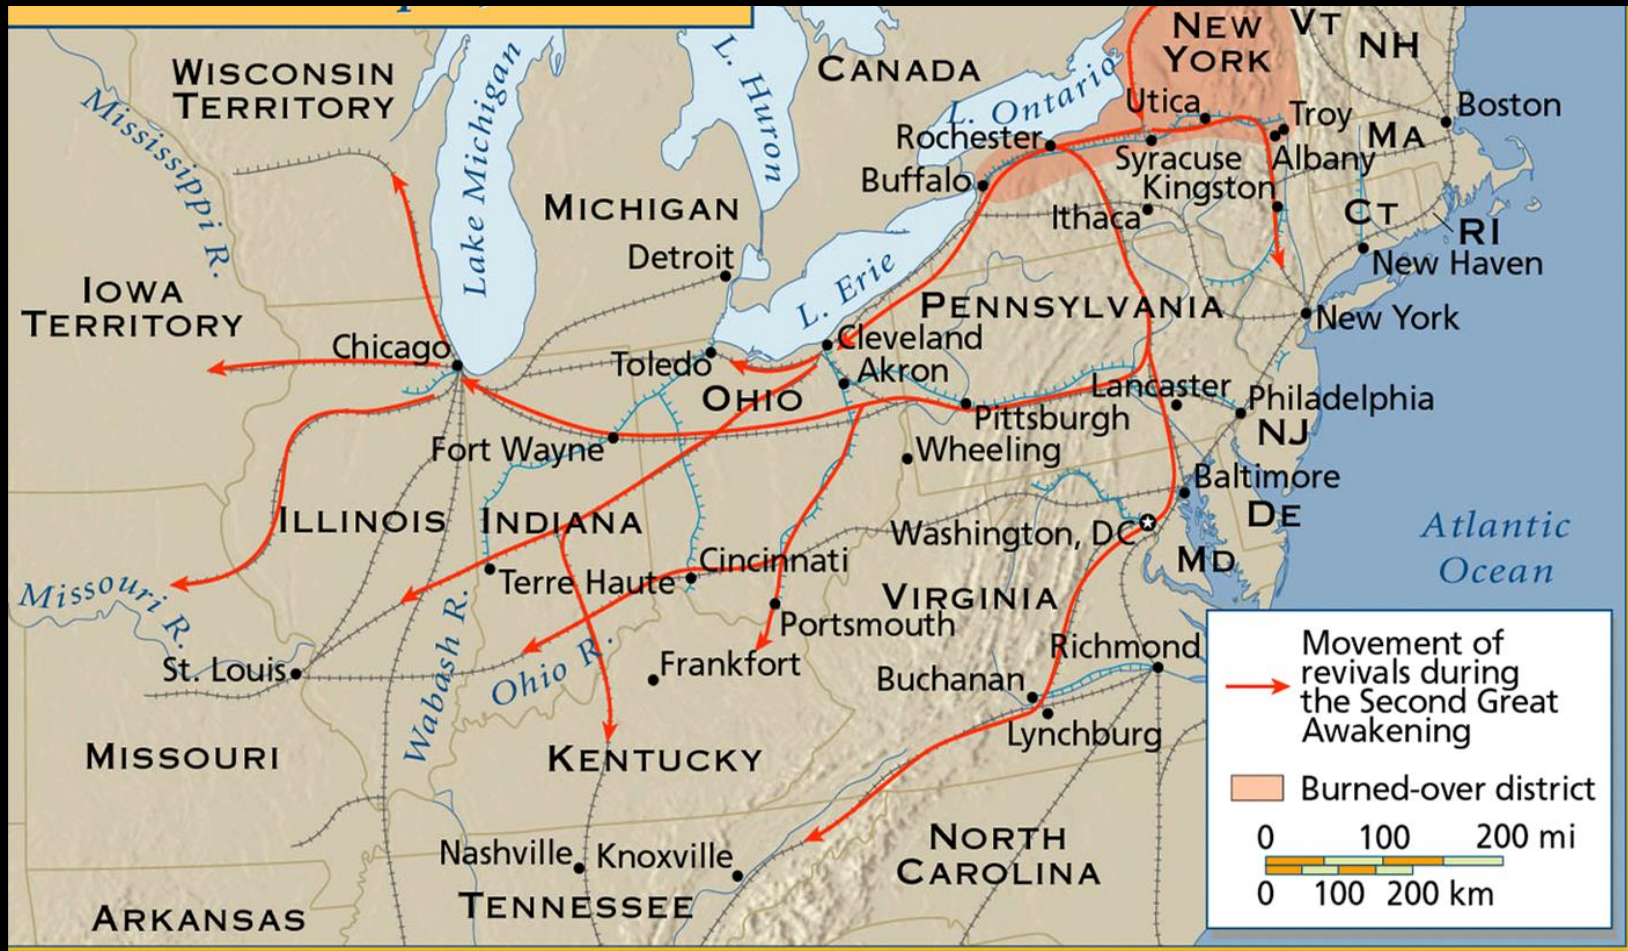 NEW
YORK
VT
NH
CANADA
WISCONSIN
TERRITORY
Mississippi R.
Lake Michigan
L. Huron
L. Ontario
Utica
Troy
Boston
MA
Rochester
Syracuse
Albany
Buffalo
Kingston
Ithaca
CT
RI
MICHIGAN
Detroit
New Haven
L. Erie
IOWA
TERRITORY
PENNSYLVANIA
New York
Chicago
Cleveland
Toledo
Akron
OHIO
Lancaster
Philadelphia
Pittsburgh
NJ
Fort Wayne
Wheeling
Baltimore
ILLINOIS
INDIANA
Washington, DC
DE
Atlantic
Ocean
MD
Cincinnati
Terre Haute
Missouri R.
VIRGINIA
Portsmouth
Richmond
St. Louis
Wabash R.
Ohio R.
Frankfort
Buchanan
Lynchburg
MISSOURI
KENTUCKY
Nashville
Knoxville
NORTH
CAROLINA
TENNESSEE
ARKANSAS
Movement of
revivals during
the Second Great
Awakening
Burned-over district
0 100 200 mi
0 100 200 km